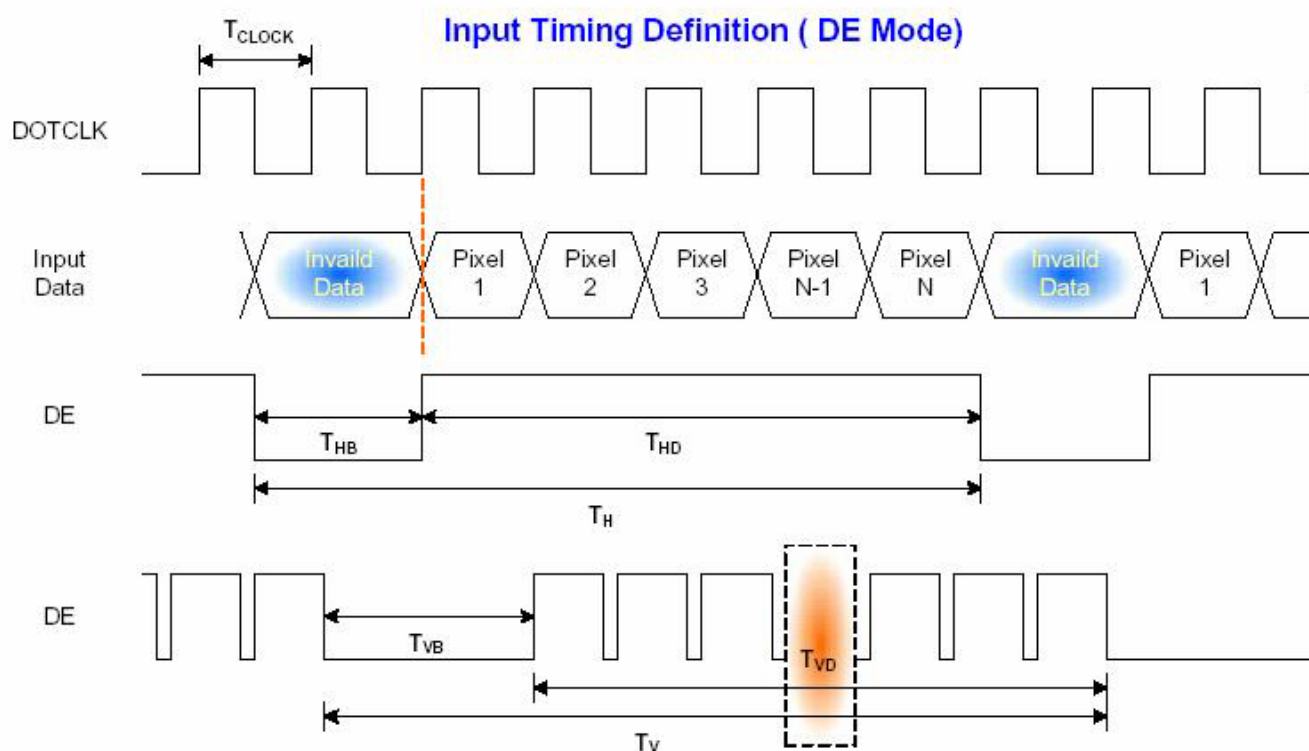 Input Timing Definition ( DE Mode)
TCLOCK
DOTCLK
Input
Data
Invaild
Data
Pixel
1
Pixel
2
Pixel
3
Pixel
N-1
Pixel
N
Invaild
Data
Pixel
1
DE
THB
THD
TH
DE
TVB
TVD
TV